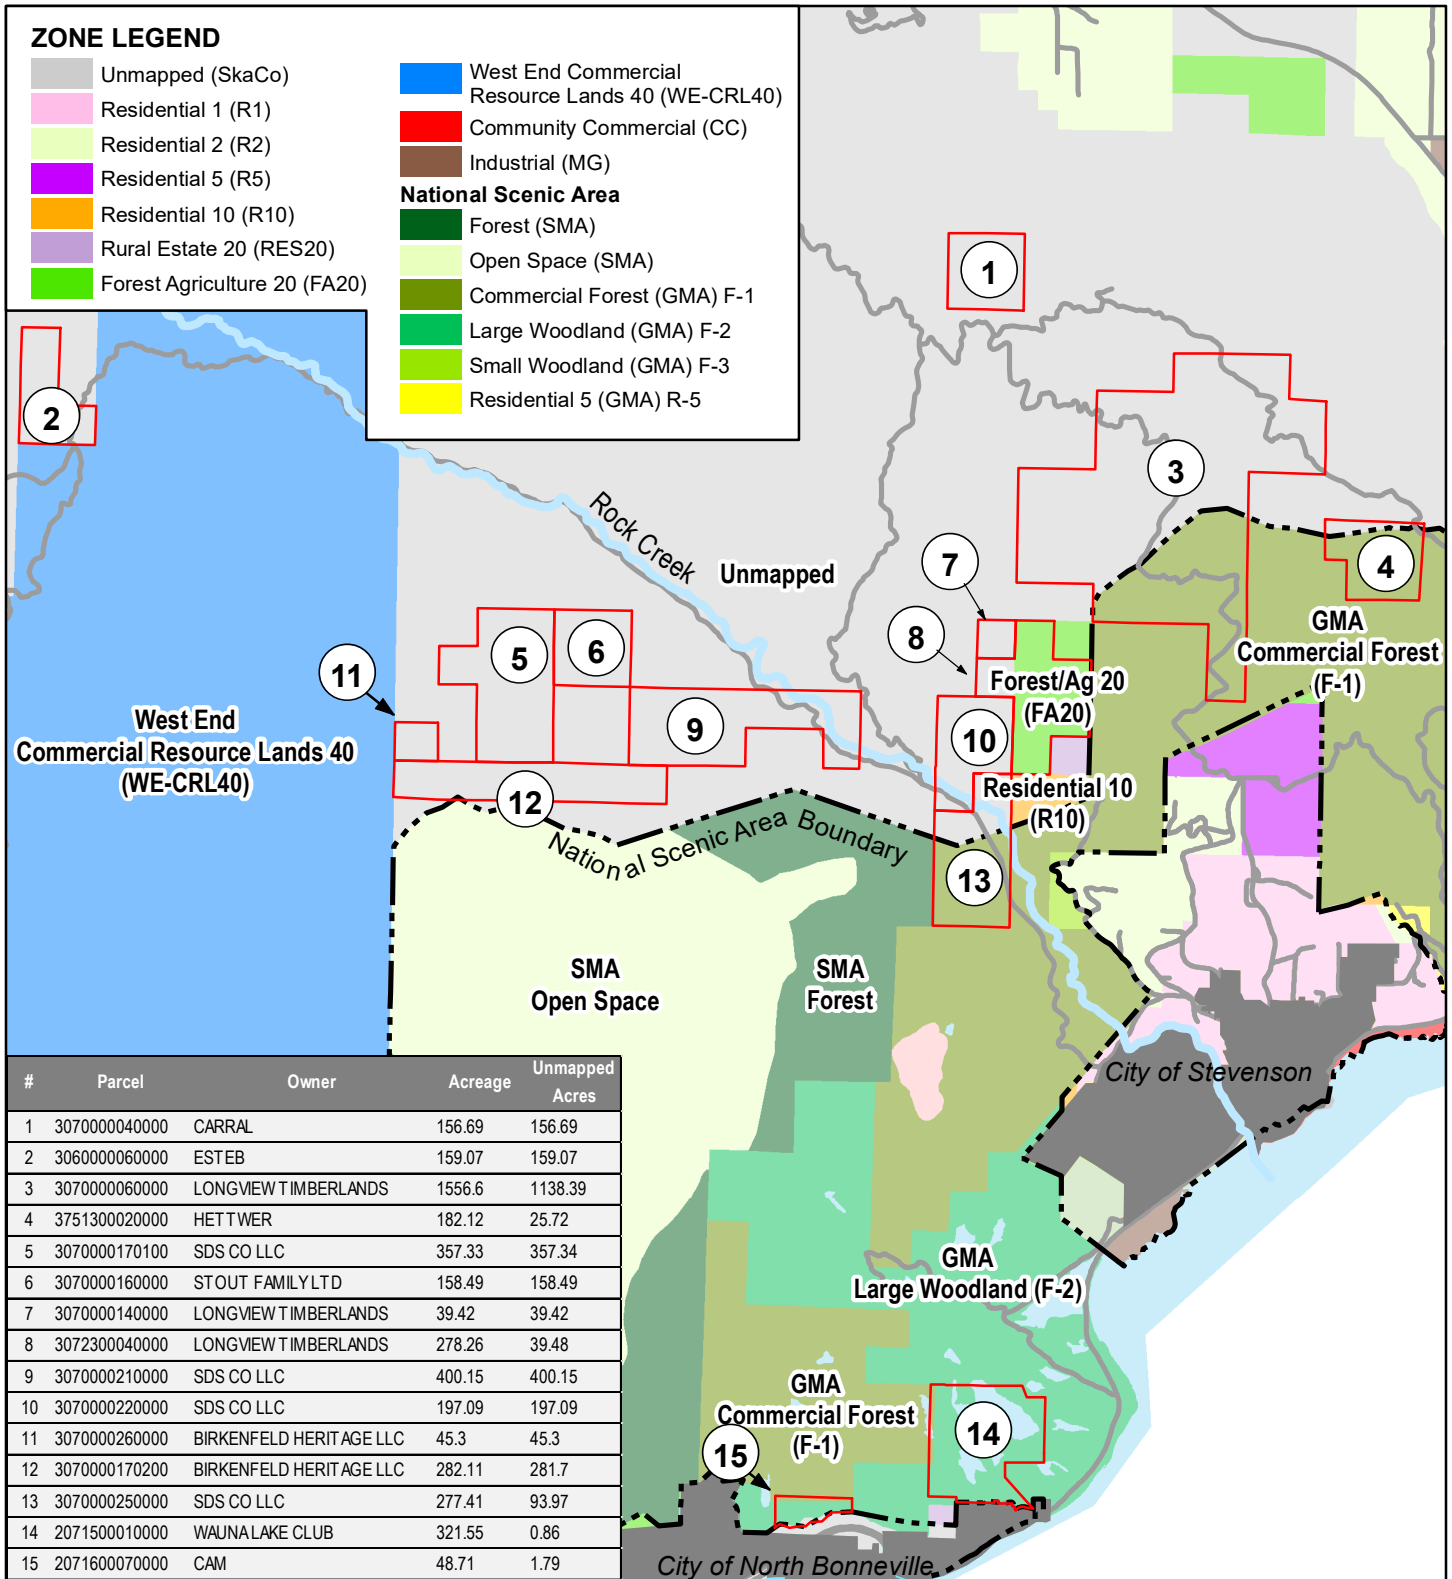 ZONE LEGEND
Unmapped (SkaCo)
Residential 1 (R1)
Residential 2 (R2)
Residential 5 (R5)
Residential 10 (R10)
Rural Estate 20 (RES20)
Forest Agriculture 20 (FA20)
West End Commercial
Resource Lands 40 (WE-CRL40)
Community Commercial (CC)
Industrial (MG)
National Scenic Area
Forest (SMA)
Open Space (SMA)
Commercial Forest (GMA) F-1
Large Woodland (GMA) F-2
Small Woodland (GMA) F-3
Residential 5 (GMA) R-5
1
2
3
Rock Creek
Unmapped
7
4
8
GMA
Commercial Forest
(F-1)
5
6
11
Forest/Ag 20
(FA20)
West End
Commercial Resource Lands 40
(WE-CRL40)
9
10
12
Residential 10
(R10)
National Scenic Area Boundary
13
SMA
Open Space
SMA
Forest
City of Stevenson
GMA
Large Woodland (F-2)
GMA
Commercial Forest
(F-1)
14
15
City of North Bonneville
# Parcel Owner Acreage Unmapped Acres
1 3070000040000 CARRAL 156.69 156.69
2 3060000060000 ESTEB 159.07 159.07
3 3070000060000 LONGVIEW TIMBERLANDS 1556.6 1138.39
4 3751300020000 HETTWER 182.12 25.72
5 3070000170100 SDS CO LLC 357.33 357.34
6 3070000160000 STOUT FAMILY LTD 158.49 158.49
7 3070000140000 LONGVIEW TIMBERLANDS 39.42 39.42
8 3072300040000 LONGVIEW TIMBERLANDS 278.26 39.48
9 3070000210000 SDS CO LLC 400.15 400.15
10 3070000220000 SDS CO LLC 197.09 197.09
11 3070000260000 BIRKENFELD HERITAGE LLC 45.3 45.3
12 3070000170200 BIRKENFELD HERITAGE LLC 282.11 281.7
13 3070000250000 SDS CO LLC 277.41 93.97
14 2071500010000 WAUNA LAKE CLUB 321.55 0.86
15 2071600070000 CAM 48.71 1.79